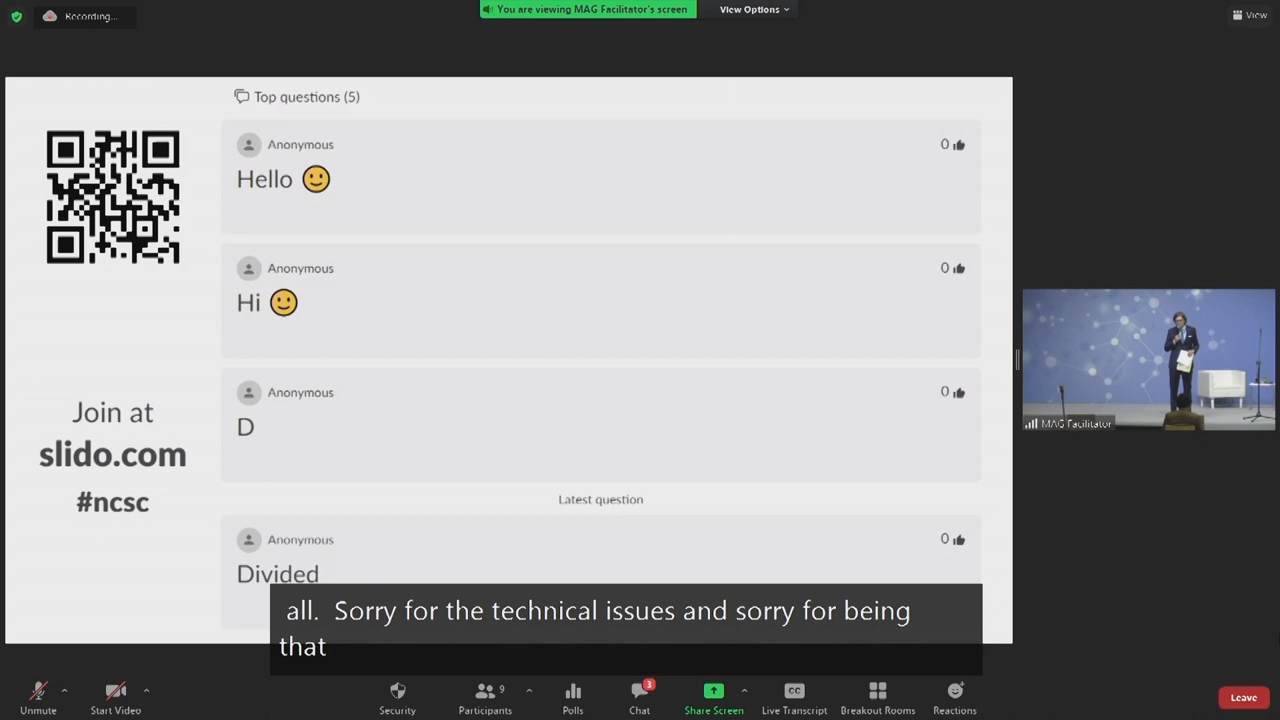 Recording...
You are viewing MAG Facilitator's screen
View Options
View
Top questions (5)
Anonymous
0
Hello
Anonymous
0
Hi
Anonymous
0
D
Latest question
Anonymous
0
Divided
Join at
slido.com
#ncsc
MAG Facilitator
all. Sorry for the technical issues and sorry for being
that
Unmute
Start Video
Security
Participants
9
Polls
Chat
3
Share Screen
CC
Live Transcript
Breakout Rooms
Reactions
Leave